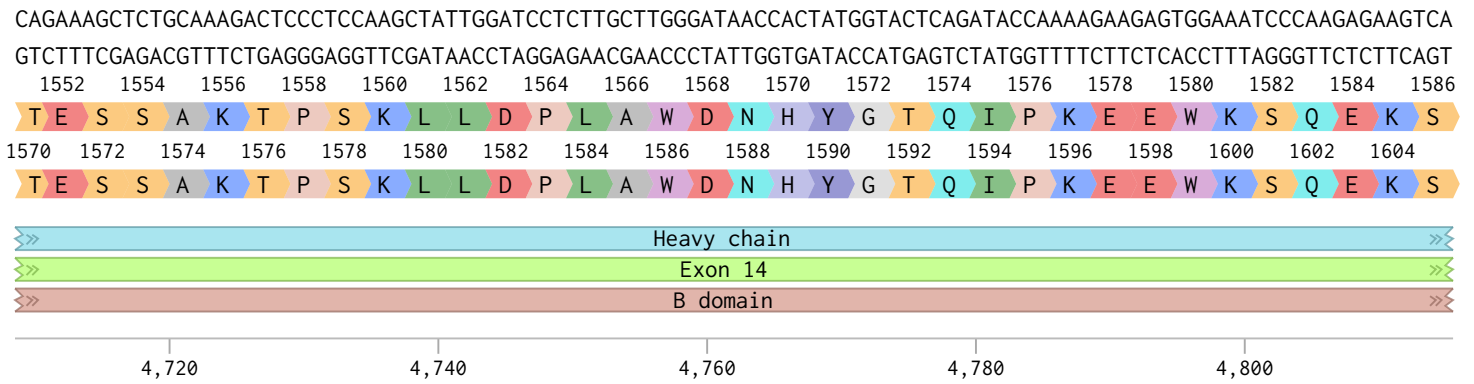 CAGAAAGCTCTGCAAAGACTCCCTCCAAGCTATTGGATCCTCTTGCTTGGGATAACCACTATGGTACTCAGATACCAAAAGAAGAGTGGAAATCCCAAGAGAAGTCA
GTCTTTCGAGACGTTTCTGAGGGAGGTTCGATAACCTAGGAGAACGAACCCTATTGGTGATACCATGAGTCTATGGTTTTCTTCTCACCTTTAGGGTTCTCTTCAGT
1552 1554 1556 1558 1560 1562 1564 1566 1568 1570 1572 1574 1576 1578 1580 1582 1584 1586
T E S S A K T P S K L L D P L A W D N H Y G T Q I P K E E W K S Q E K S
1570 1572 1574 1576 1578 1580 1582 1584 1586 1588 1590 1592 1594 1596 1598 1600 1602 1604
T E S S A K T P S K L L D P L A W D N H Y G T Q I P K E E W K S Q E K S
Heavy chain
Exon 14
B domain
4,720 4,740 4,760 4,780 4,800